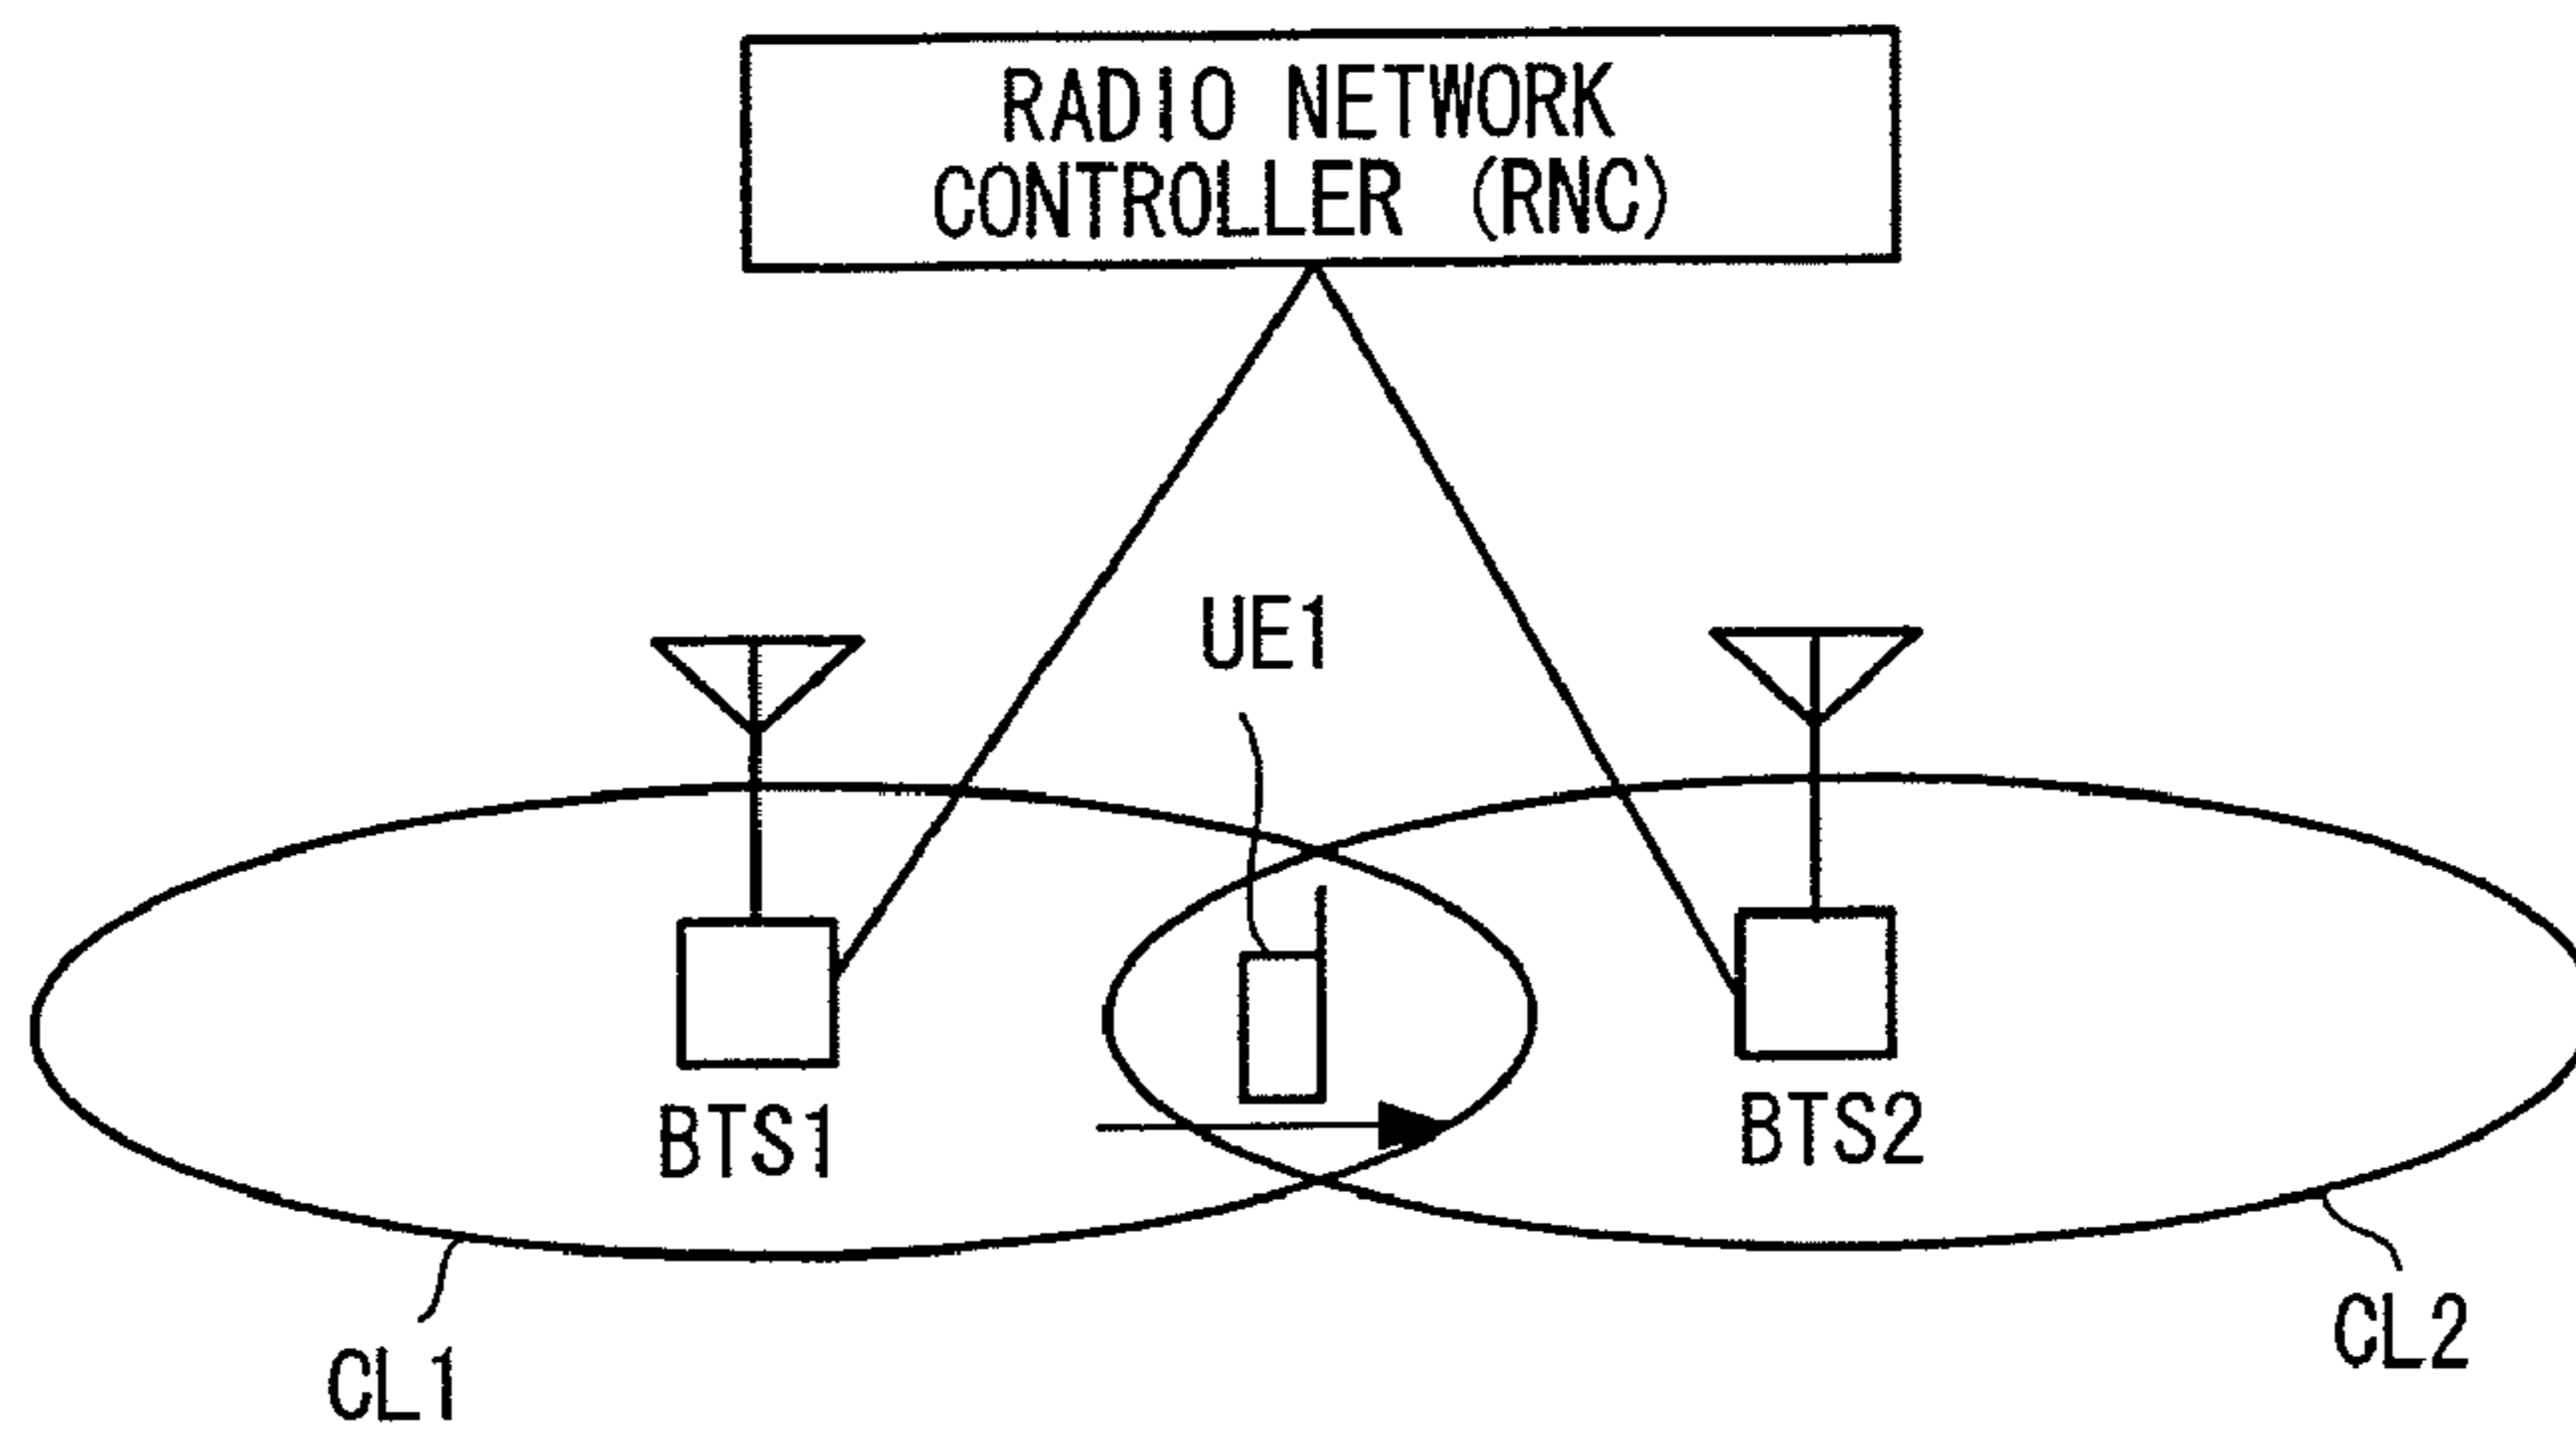 RADIO NETWORK
CONTROLLER (RNC)
UE1
BTS1
BTS2
CL1
CL2